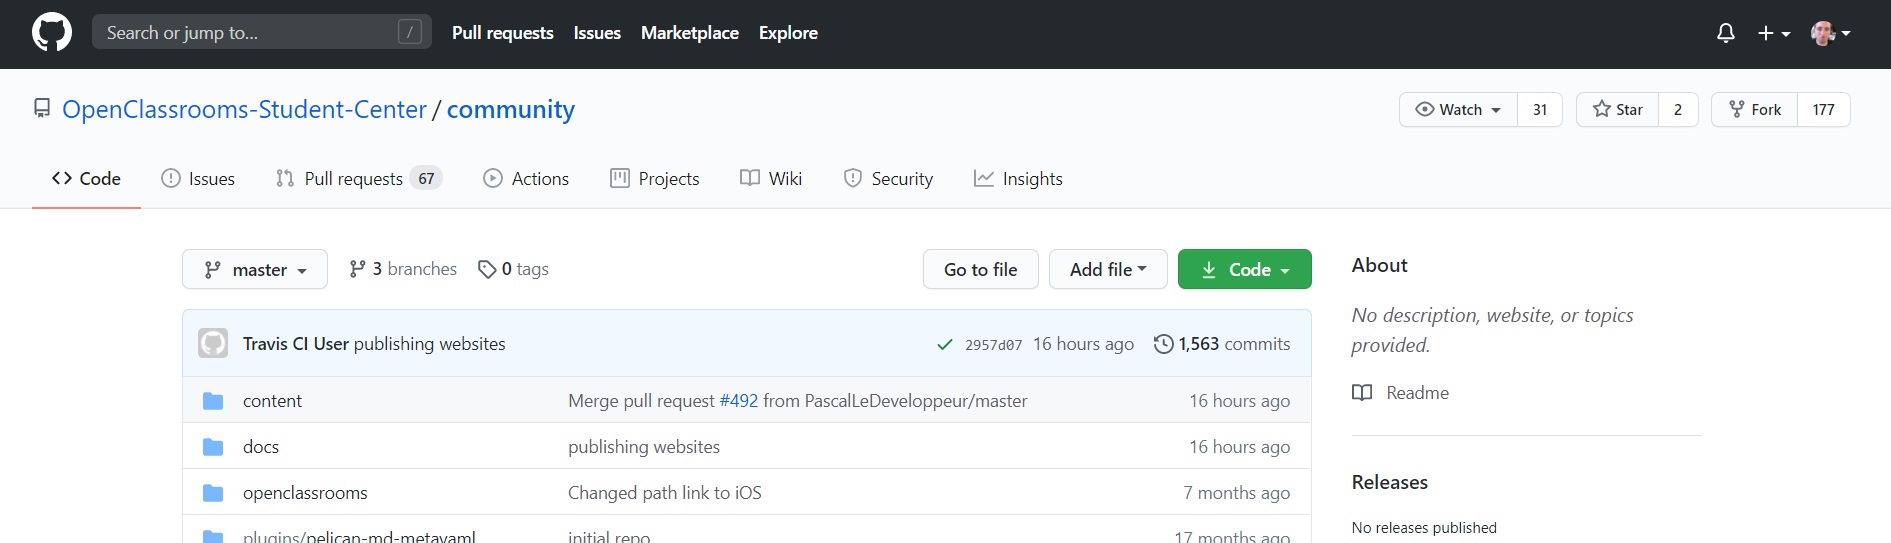 Search or jump to... / Pull requests Issues Marketplace Explore
OpenClassrooms-Student-Center / community Watch 31 Star 2 Fork 177
Code Issues Pull requests 67 Actions Projects Wiki Security Insights
master 3 branches 0 tags Go to file Add file Code
Travis CI User publishing websites 2957d07 16 hours ago 1,563 commits
content Merge pull request #492 from PascalLeDeveloppeur/master 16 hours ago
docs publishing websites 16 hours ago
openclassrooms Changed path link to iOS 7 months ago
plugins/pelican-md-metayaml initial repo 17 months ago
About
No description, website, or topics
provided.
Readme
Releases
No releases published